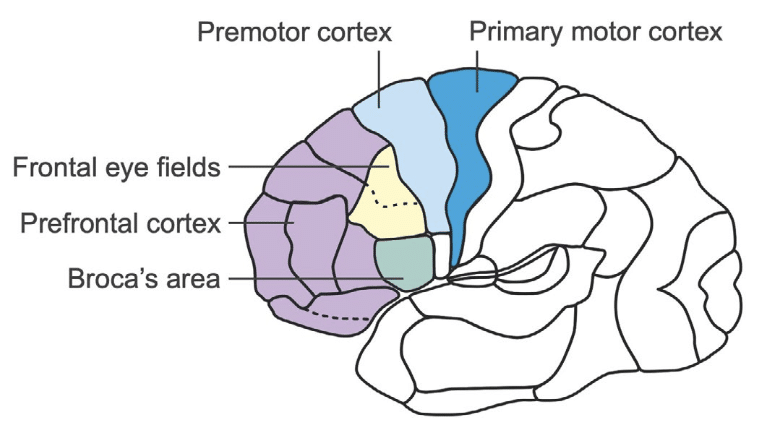 Premotor cortex
Primary motor cortex
Frontal eye fields
Prefrontal cortex
Broca’s area